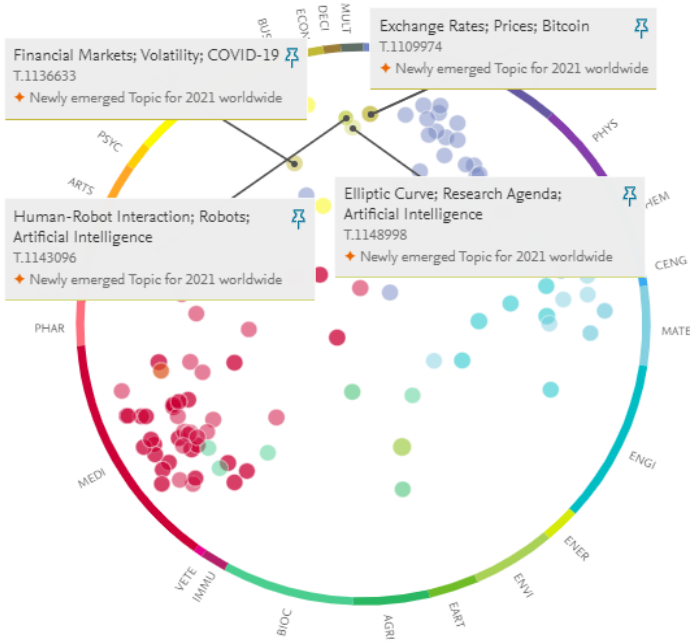 MULT
DECI
ECON
BUS
Exchange Rates; Prices; Bitcoin
T.1109974
Newly emerged Topic for 2021 worldwide
Financial Markets; Volatility; COVID-19
T.1136633
Newly emerged Topic for 2021 worldwide
PHYS
PSYC
ARTS
HEM
Elliptic Curve; Research Agenda;
Artificial Intelligence
T.1148998
Newly emerged Topic for 2021 worldwide
Human-Robot Interaction; Robots;
Artificial Intelligence
T.1143096
Newly emerged Topic for 2021 worldwide
CENG
PHAR
MATE
MEDI
ENGI
ENER
VETE
IMMU
ENVI
BIOC
AGRI
EART